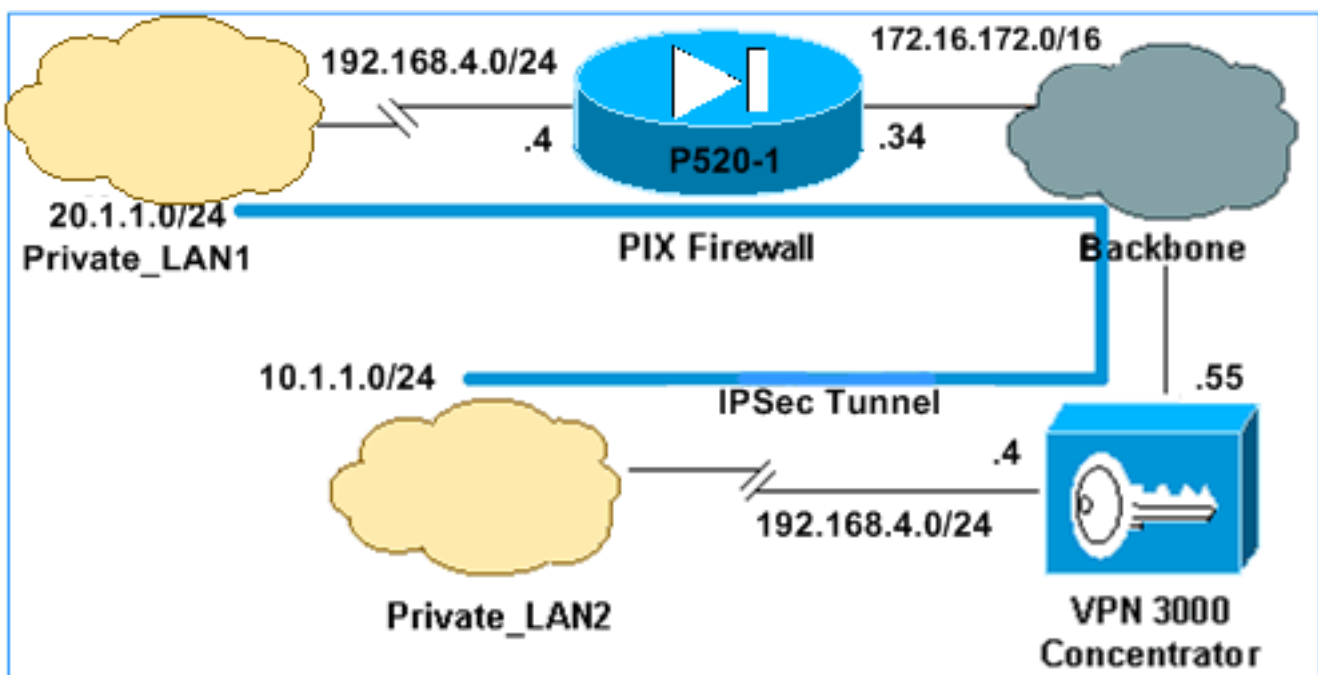 192.168.4.0/24
172.16.172.0/16
.4
P520-1
.34
20.1.1.0/24
Private_LAN1
PIX Firewall
Backbone
10.1.1.0/24
IPSec Tunnel
.55
.4
192.168.4.0/24
Private_LAN2
VPN 3000
Concentrator